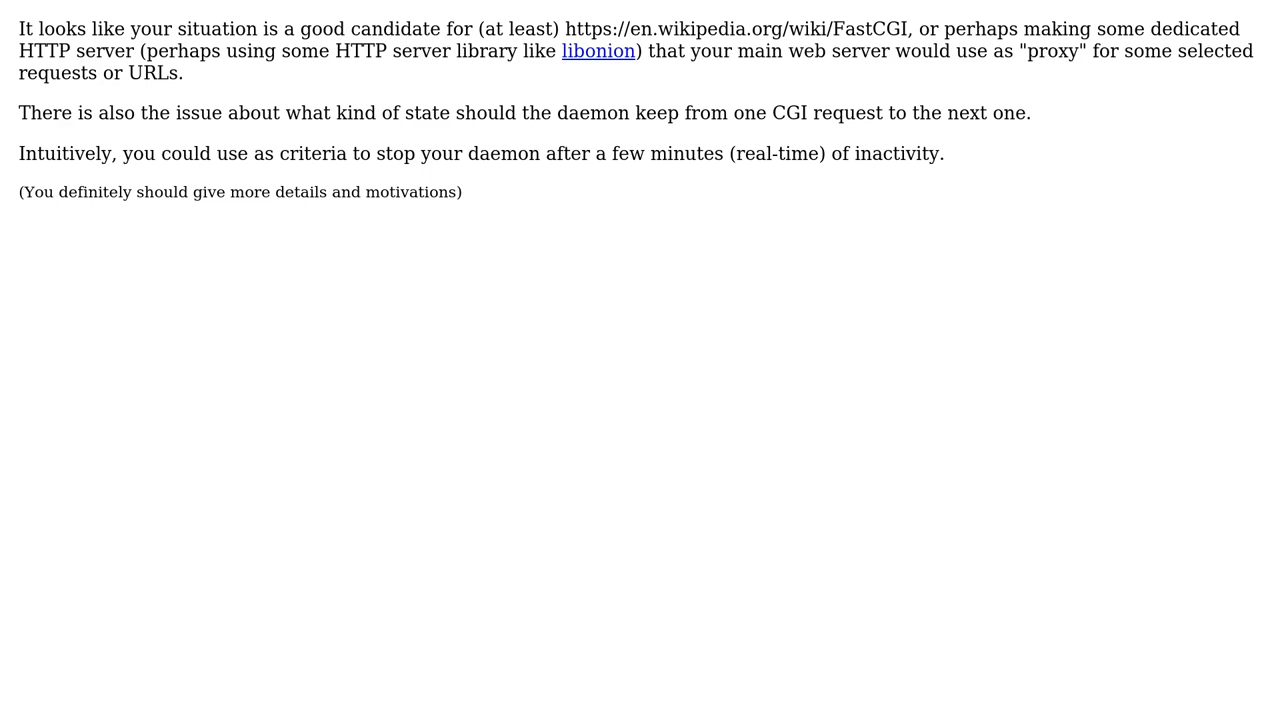 It looks like your situation is a good candidate for (at least) https://en.wikipedia.org/wiki/FastCGI, or perhaps making some dedicated
HTTP server (perhaps using some HTTP server library like libonion) that your main web server would use as "proxy" for some selected
requests or URLs.
There is also the issue about what kind of state should the daemon keep from one CGI request to the next one.
Intuitively, you could use as criteria to stop your daemon after a few minutes (real-time) of inactivity.
(You definitely should give more details and motivations)